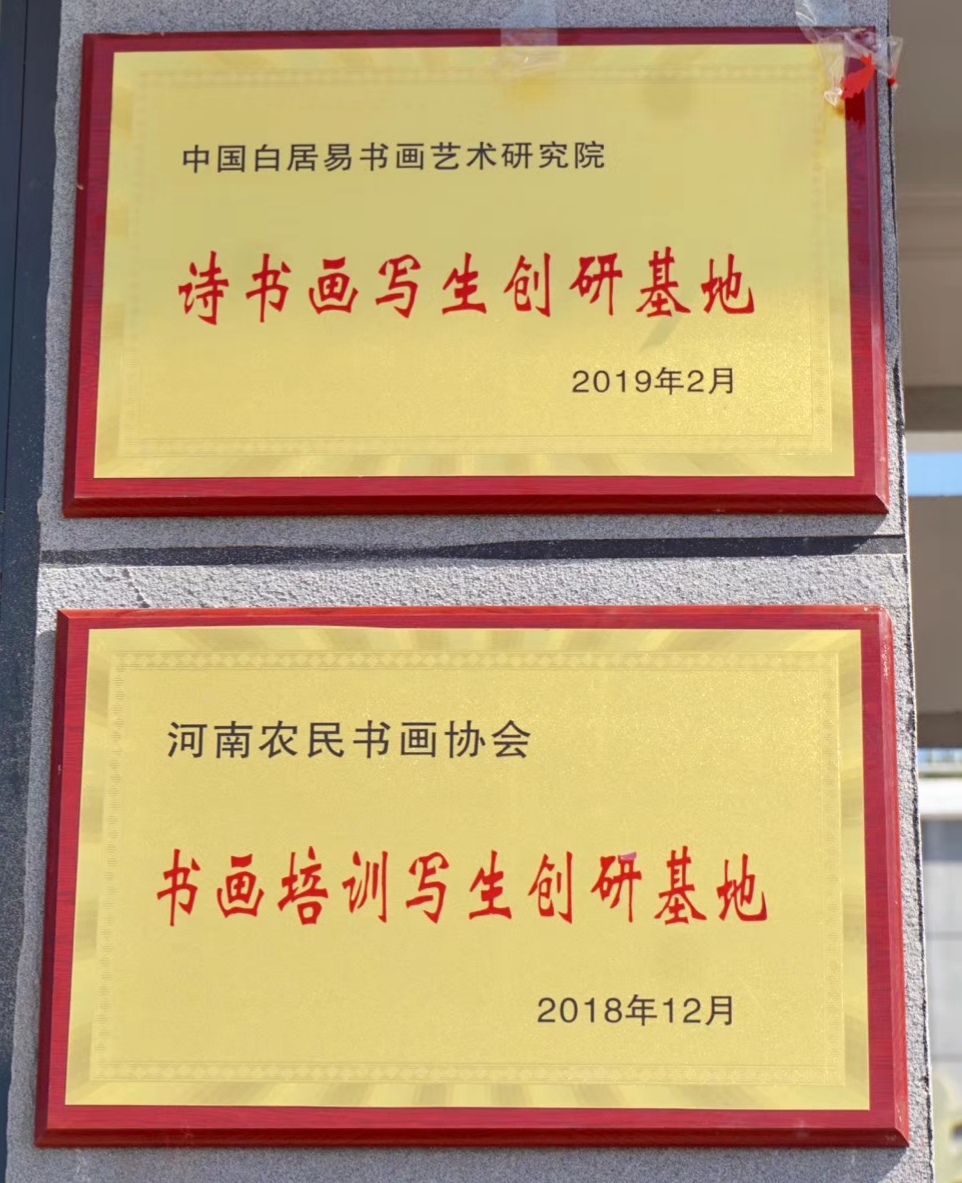 中国白居易书画艺术研究院
诗书画写生创研基地
2019年2月
河南农民书画协会
书画培训写生创研基地
2018年12月